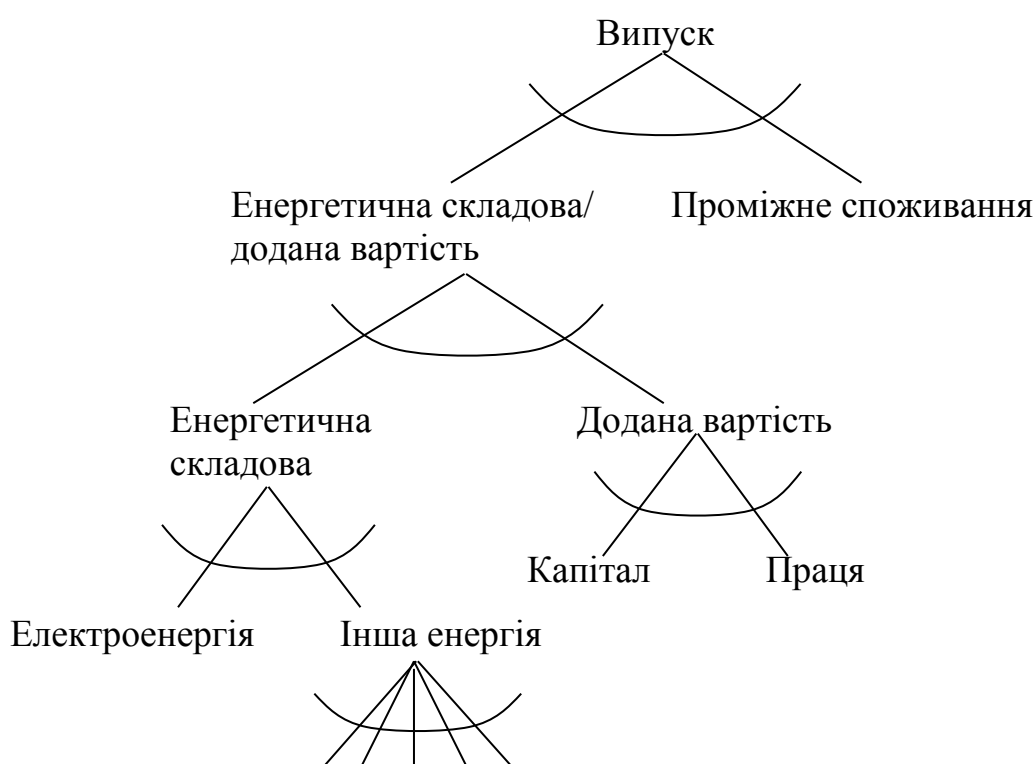 Випуск
Енергетична складова/
додана вартість
Проміжне споживання
Енергетична
складова
Додана вартість
Капітал
Праця
Електроенергія
Інша енергія